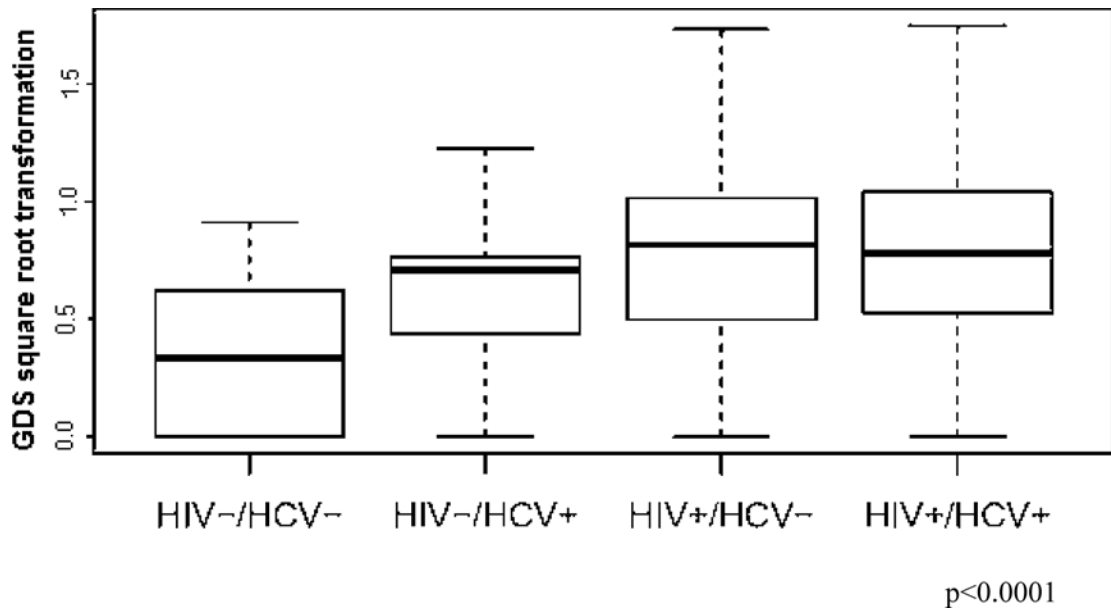 GDS square root transformation
1.5
1.0
0.5
0.0
HIV−/HCV− HIV−/HCV+ HIV+/HCV− HIV+/HCV+
p<0.0001